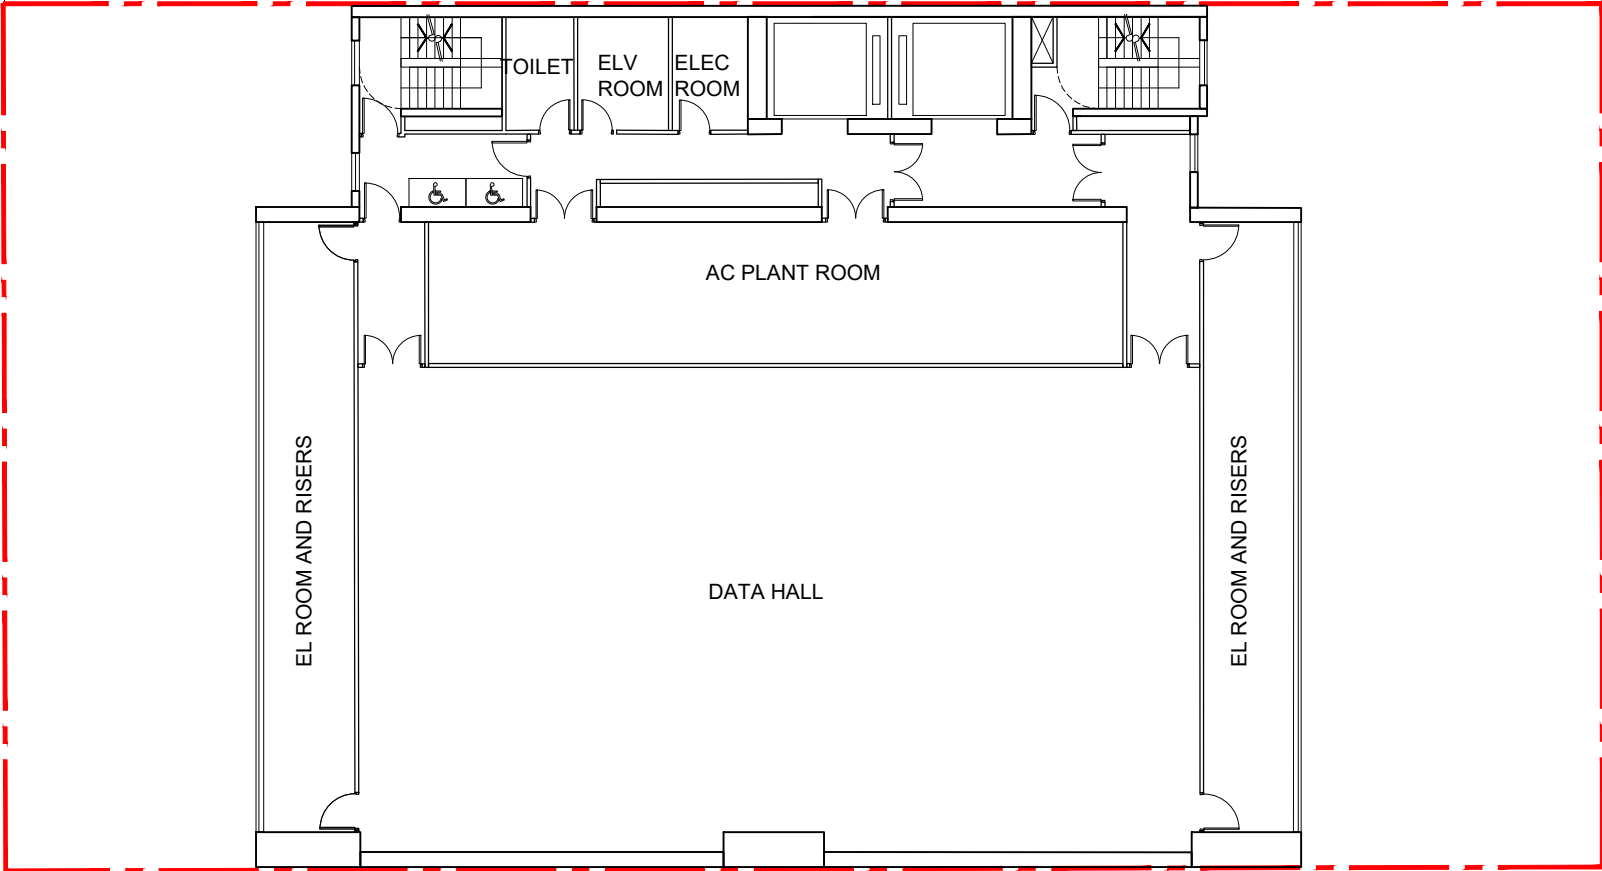 TOILET
ELV
ROOM
ELEC
ROOM
AC PLANT ROOM
EL ROOM AND RISERS
DATA HALL
EL ROOM AND RISERS